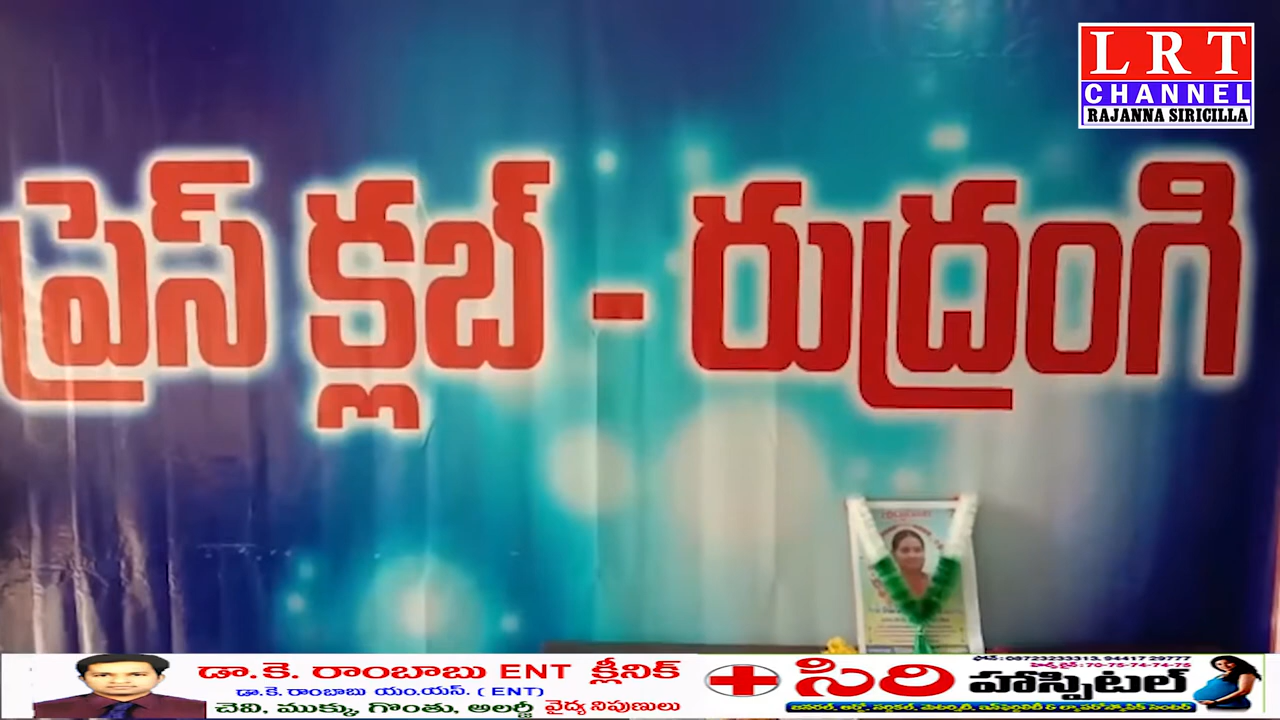 LRT
CHANNEL
RAJANNA SIRICILLA
ప్రెస్ క్లబ్ - రుద్రంగి
డా.కె. రాంబాబు ENT క్లీనిక్
డా.కె. రాంబాబు యం.యస్. ( ENT)
చెవి, ముక్కు, గొంతు, అలర్జీ వైద్య నిపుణులు
సిరి హాస్పిటల్